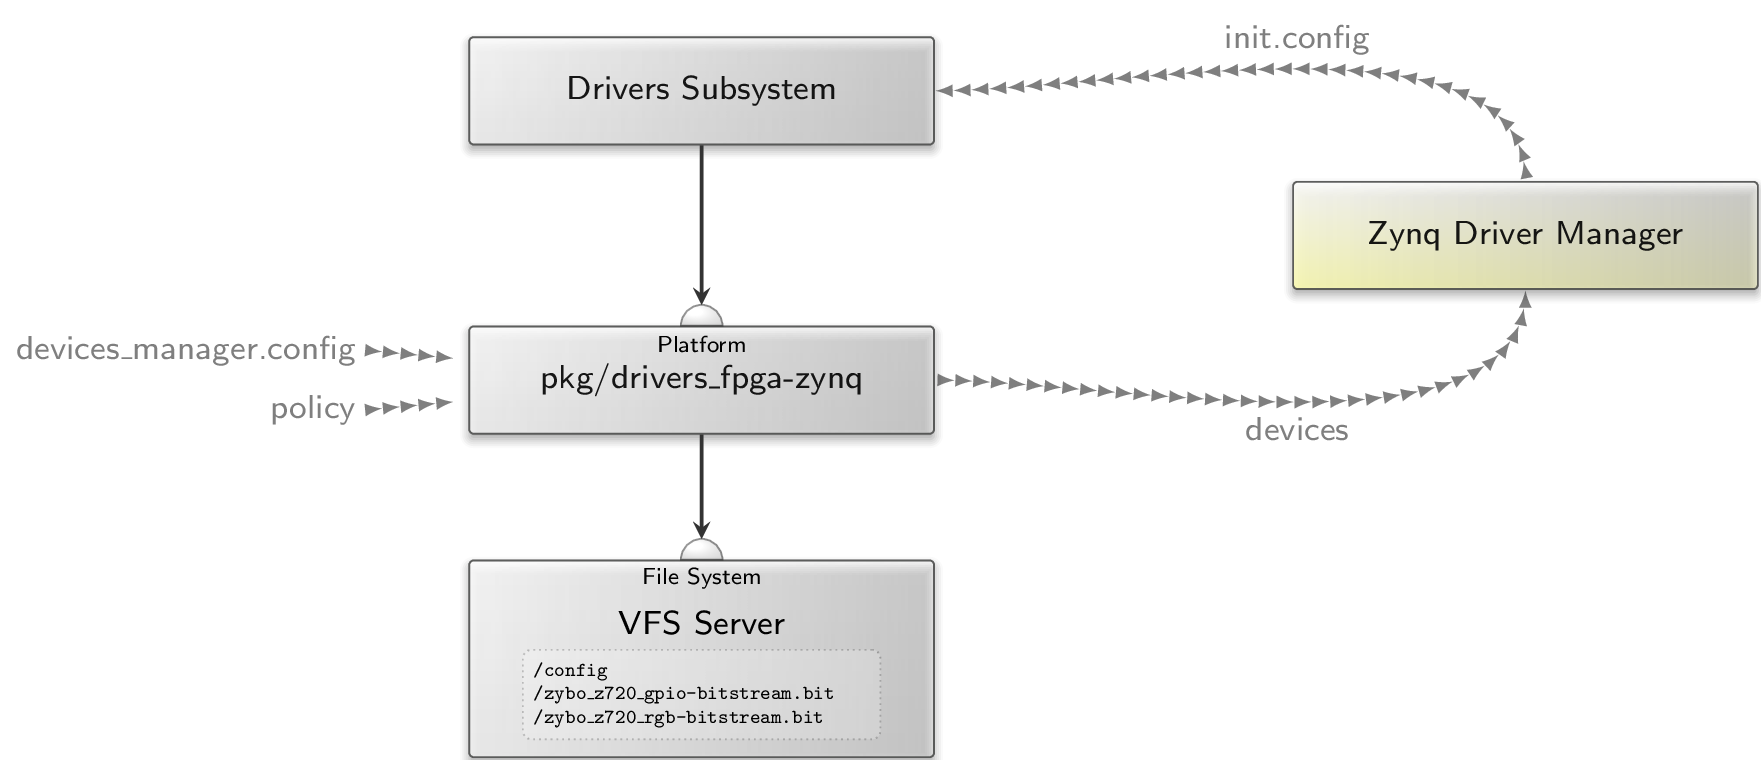 init.config
Drivers Subsystem
Zynq Driver Manager
devices_manager.config
Platform
pkg/drivers_fpga-zynq
policy
devices
File System
VFS Server
/config
/zybo_z720_gpio-bitstream.bit
/zybo_z720_rgb-bitstream.bit